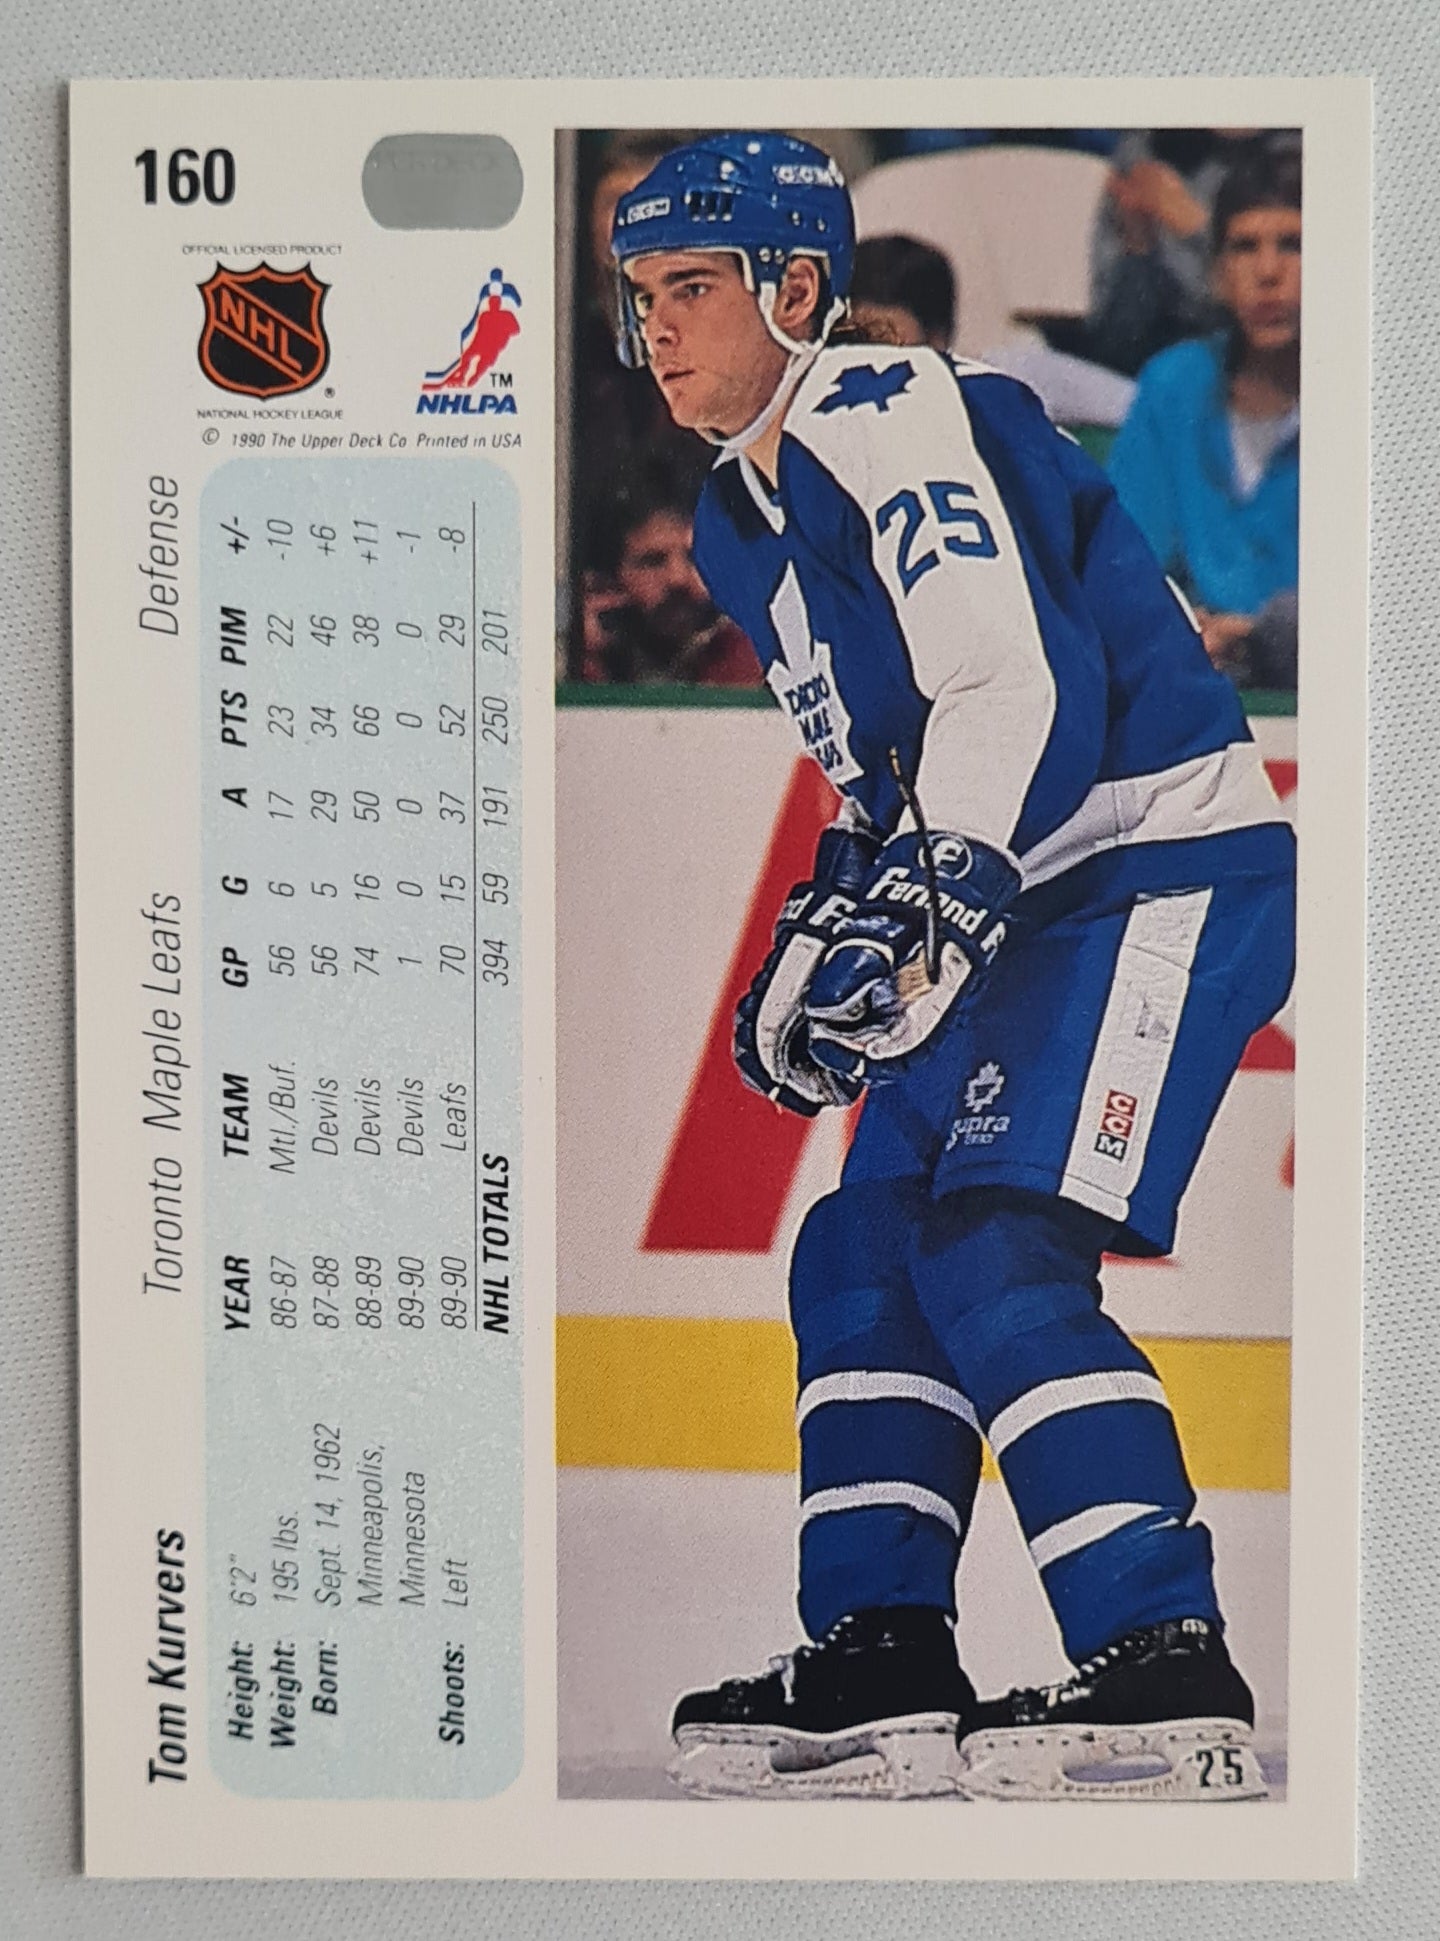 160
OFFICIAL LICENSED PRODUCT
NHL
®
NATIONAL HOCKEY LEAGUE
TM
NHLPA
© 1990 The Upper Deck Co. Printed in USA
Tom Kurvers Toronto Maple Leafs Defense
Height: 6'2"
Weight: 195 lbs.
Born: Sept. 14, 1962
Minneapolis,
Minnesota
Shoots: Left
YEAR TEAM GP G A PTS PIM +/-
86-87 Mtl./Buf. 56 6 17 23 22 -10
87-88 Devils 56 5 29 34 46 +6
88-89 Devils 74 16 50 66 38 +11
89-90 Devils 1 0 0 0 0 -1
89-90 Leafs 70 15 37 52 29 -8
NHL TOTALS 394 59 191 250 201
CCM
CCM
25
Ferland
supra
CCM
25